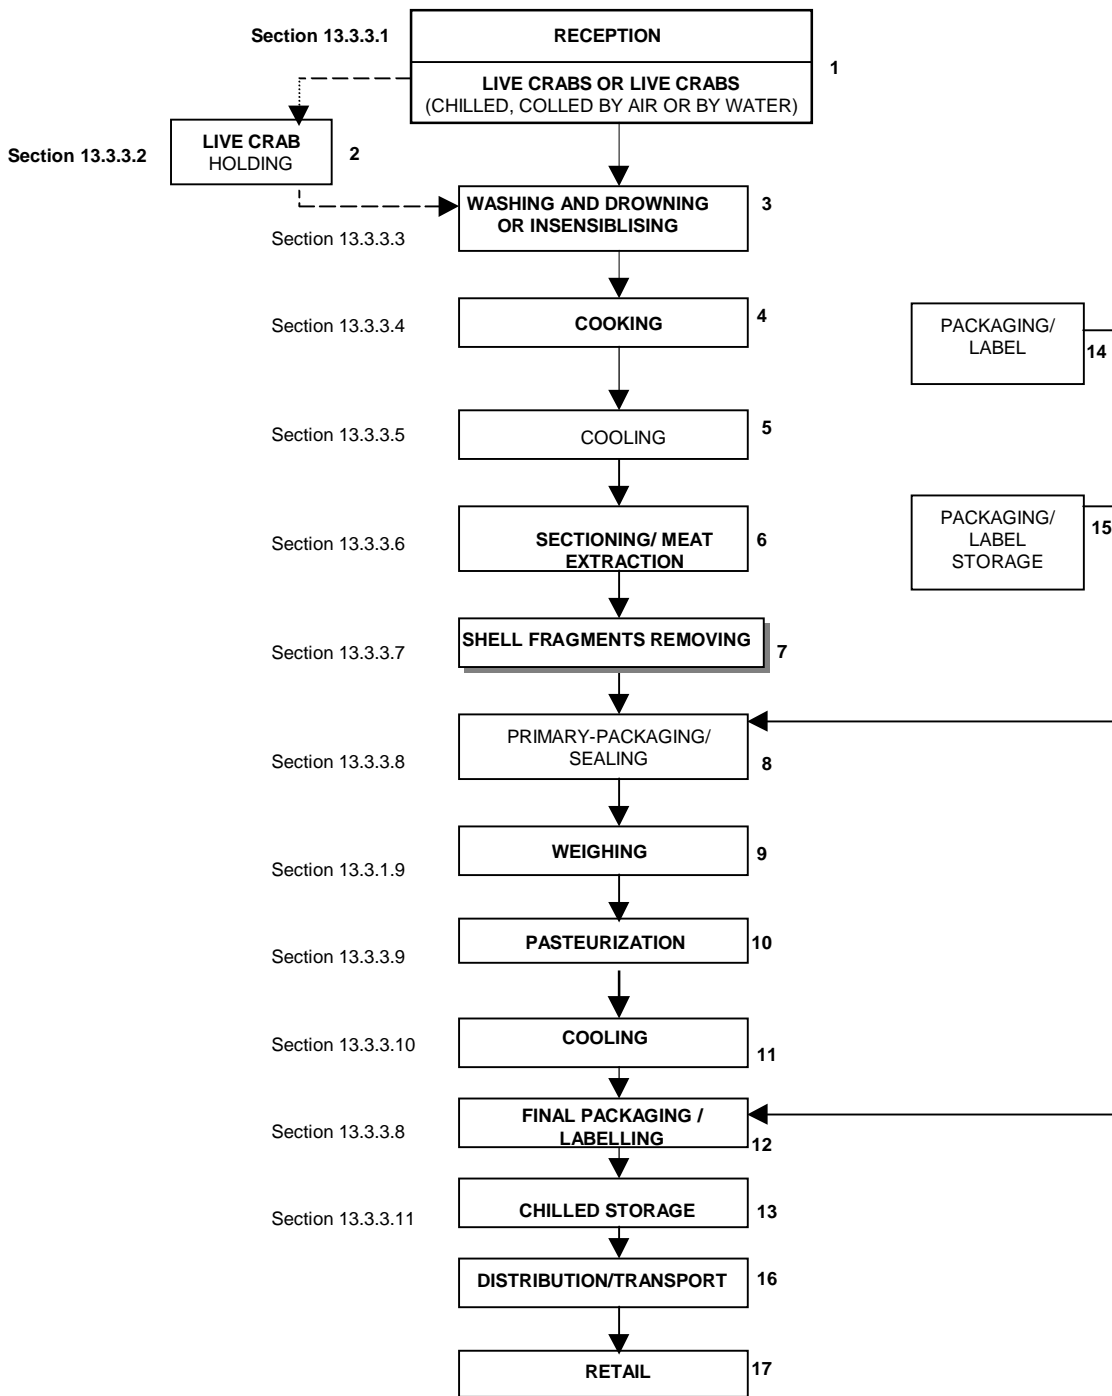 Section 13.3.3.1
RECEPTION
1
LIVE CRABS OR LIVE CRABS
(CHILLED, COLLED BY AIR OR BY WATER)
Section 13.3.3.2
LIVE CRAB
HOLDING
2
WASHING AND DROWNING
OR INSENSIBLISING
3
Section 13.3.3.3
Section 13.3.3.4
COOKING
4
PACKAGING/
LABEL
14
Section 13.3.3.5
COOLING
5
Section 13.3.3.6
SECTIONING/ MEAT
EXTRACTION
6
PACKAGING/
LABEL
STORAGE
15
Section 13.3.3.7
SHELL FRAGMENTS REMOVING
7
Section 13.3.3.8
PRIMARY-PACKAGING/
SEALING
8
Section 13.3.1.9
WEIGHING
9
Section 13.3.3.9
PASTEURIZATION
10
Section 13.3.3.10
COOLING
11
Section 13.3.3.8
FINAL PACKAGING /
LABELLING
12
Section 13.3.3.11
CHILLED STORAGE
13
DISTRIBUTION/TRANSPORT
16
RETAIL
17